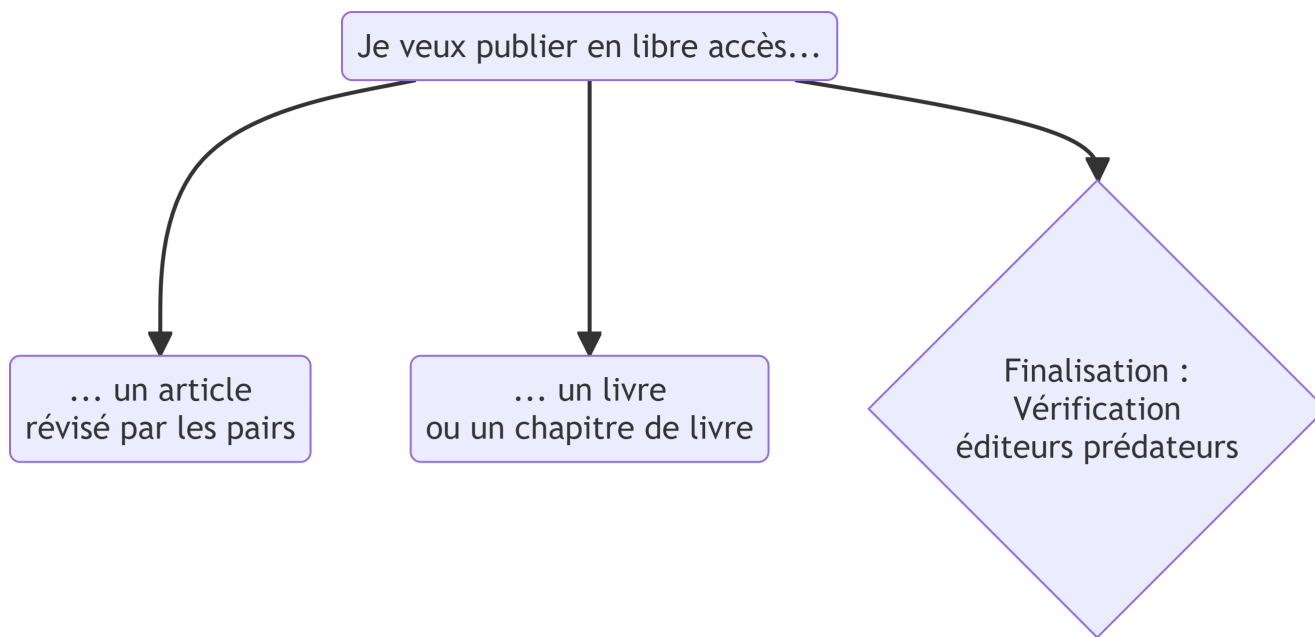 Je veux publier en libre accès...
... un article
révisé par les pairs
... un livre
ou un chapitre de livre
Finalisation :
Vérification
éditeurs prédateurs